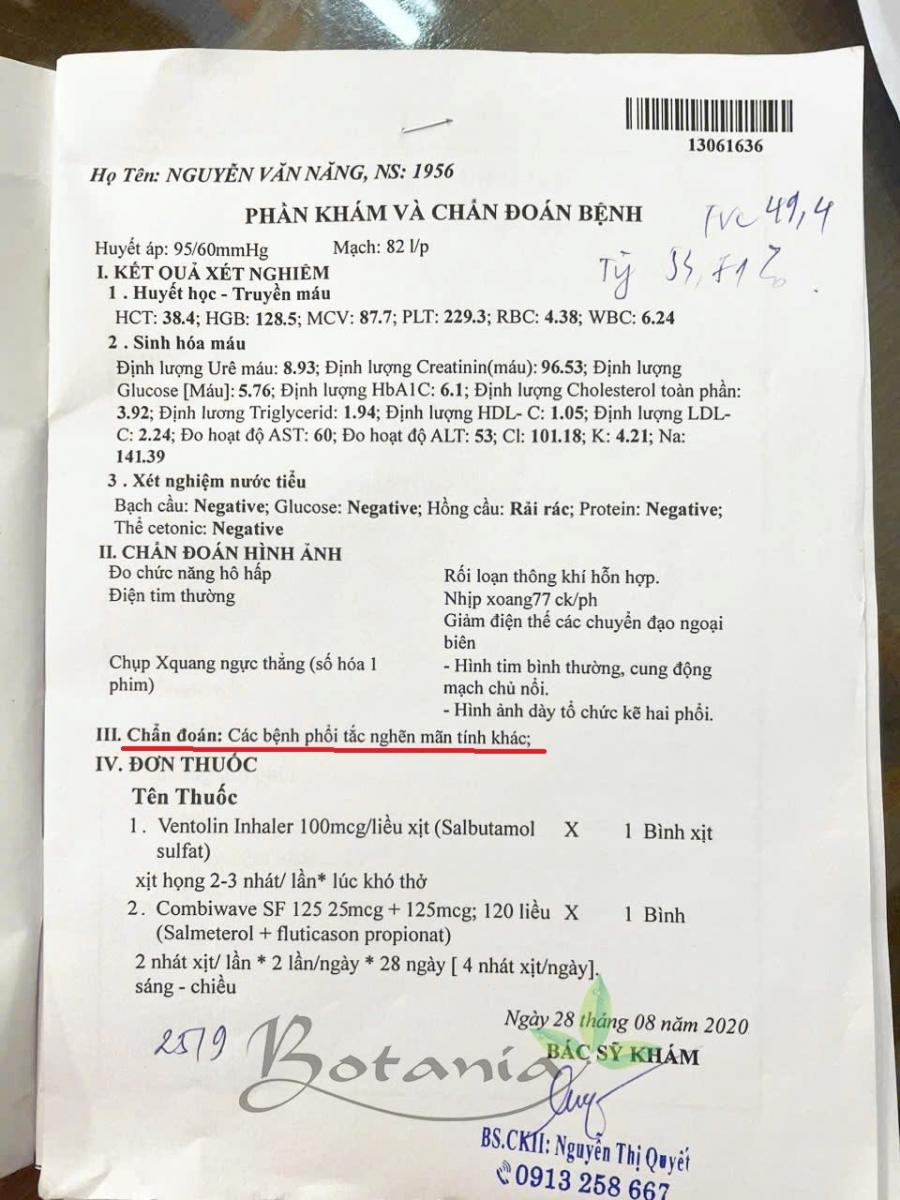 13061636
Họ Tên: NGUYỄN VĂN NĂNG, NS: 1956
PHẦN KHÁM VÀ CHẨN ĐOÁN BỆNH
IVC 49,4
Huyết áp: 95/60mmHg Mạch: 82 l/p
Tỷ
I. KẾT QUẢ XÉT NGHIỆM
1 . Huyết học - Truyền máu
HCT: 38.4; HGB: 128.5; MCV: 87.7; PLT: 229.3; RBC: 4.38; WBC: 6.24
2 . Sinh hóa máu
Định lượng Urê máu: 8.93; Định lượng Creatinin(máu): 96.53; Định lượng
Glucose [Máu]: 5.76; Định lượng HbA1C: 6.1; Định lượng Cholesterol toàn phần:
3.92; Định lương Triglycerid: 1.94; Định lượng HDL- C: 1.05; Định lượng LDL-
C: 2.24; Đo hoạt độ AST: 60; Đo hoạt độ ALT: 53; Cl: 101.18; K: 4.21; Na:
141.39
3 . Xét nghiệm nước tiểu
Bạch cầu: Negative; Glucose: Negative; Hồng cầu: Rải rác; Protein: Negative;
Thể cetonic: Negative
II. CHẨN ĐOÁN HÌNH ẢNH
Đo chức năng hô hấp Rối loạn thông khí hỗn hợp.
Điện tim thường Nhịp xoang77 ck/ph
Giảm điện thế các chuyển đạo ngoại
biên
Chụp Xquang ngực thẳng (số hóa 1 - Hình tim bình thường, cung động
phim) mạch chủ nổi.
- Hình ảnh dày tổ chức kẽ hai phổi.
III. Chẩn đoán: Các bệnh phổi tắc nghẽn mãn tính khác;
IV. ĐƠN THUỐC
Tên Thuốc
1 . Ventolin Inhaler 100mcg/liều xịt (Salbutamol X 1 Bình xịt
sulfat)
xịt họng 2-3 nhát/ lần* lúc khó thở
2 . Combiwave SF 125 25mcg + 125mcg; 120 liều X 1 Bình
(Salmeterol + fluticason propionat)
2 nhát xịt/ lần * 2 lần/ngày * 28 ngày [ 4 nhát xịt/ngày].
sáng - chiều
Ngày 28 tháng 08 năm 2020
25/9
Botania
BÁC SỸ KHÁM
BS.CKII: Nguyễn Thị Quyết
0913 258 667